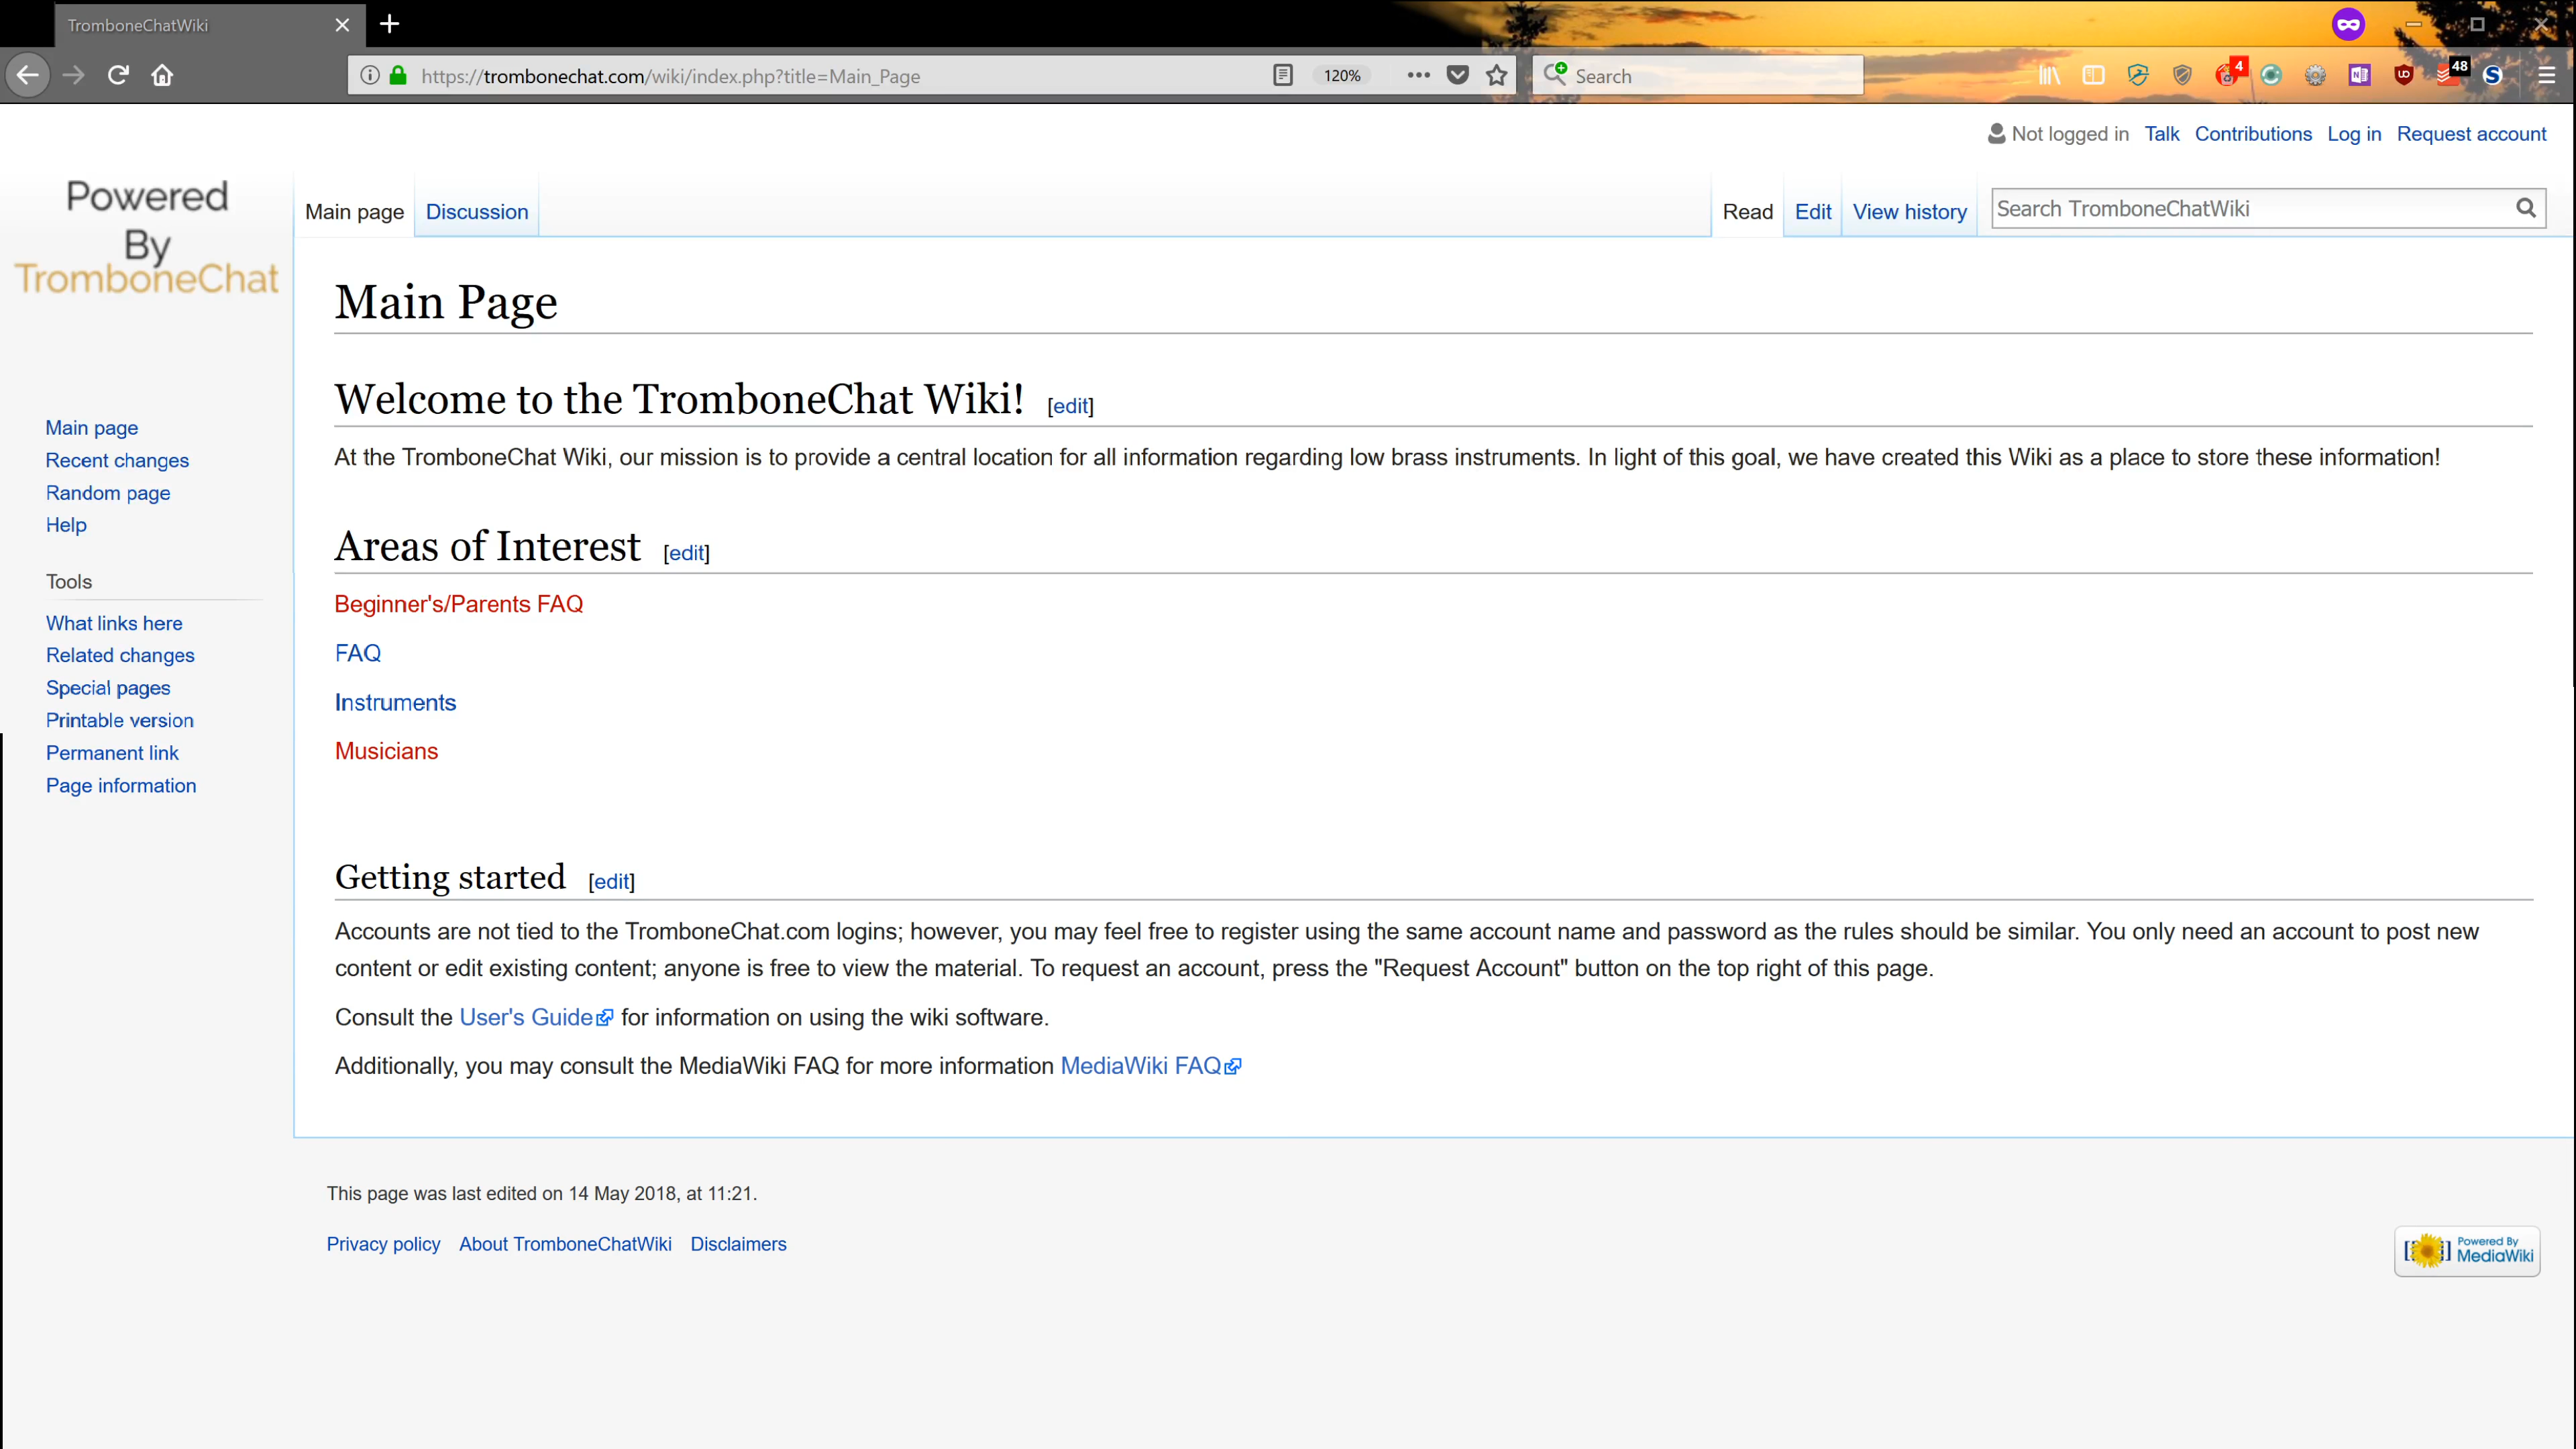 TromboneChatWiki
https://trombonechat.com/wiki/index.php?title=Main_Page
120%
Search
4
48
Not logged in Talk Contributions Log in Request account
Powered
By
TromboneChat
Main page Discussion
Read Edit View history
Search TromboneChatWiki
Main page
Recent changes
Random page
Help
Tools
What links here
Related changes
Special pages
Printable version
Permanent link
Page information
Main Page
Welcome to the TromboneChat Wiki! [edit]
At the TromboneChat Wiki, our mission is to provide a central location for all information regarding low brass instruments. In light of this goal, we have created this Wiki as a place to store these information!
Areas of Interest [edit]
Beginner's/Parents FAQ
FAQ
Instruments
Musicians
Getting started [edit]
Accounts are not tied to the TromboneChat.com logins; however, you may feel free to register using the same account name and password as the rules should be similar. You only need an account to post new
content or edit existing content; anyone is free to view the material. To request an account, press the "Request Account" button on the top right of this page.
Consult the User's Guide for information on using the wiki software.
Additionally, you may consult the MediaWiki FAQ for more information MediaWiki FAQ
This page was last edited on 14 May 2018, at 11:21.
Privacy policy About TromboneChatWiki Disclaimers
Powered By
MediaWiki